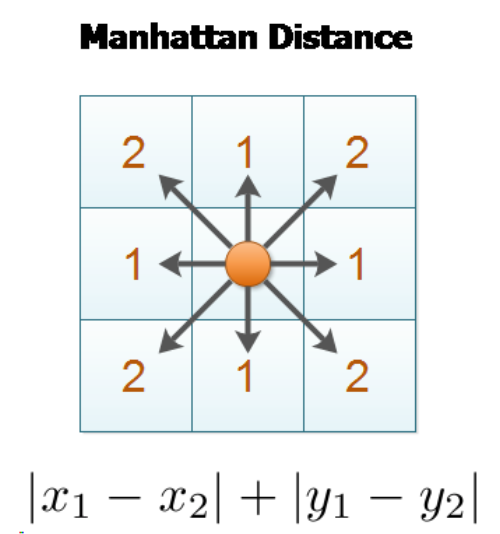 Manhattan Distance
2 1 2
1 1
2 1 2
|x₁ − x₂| + |y₁ − y₂|